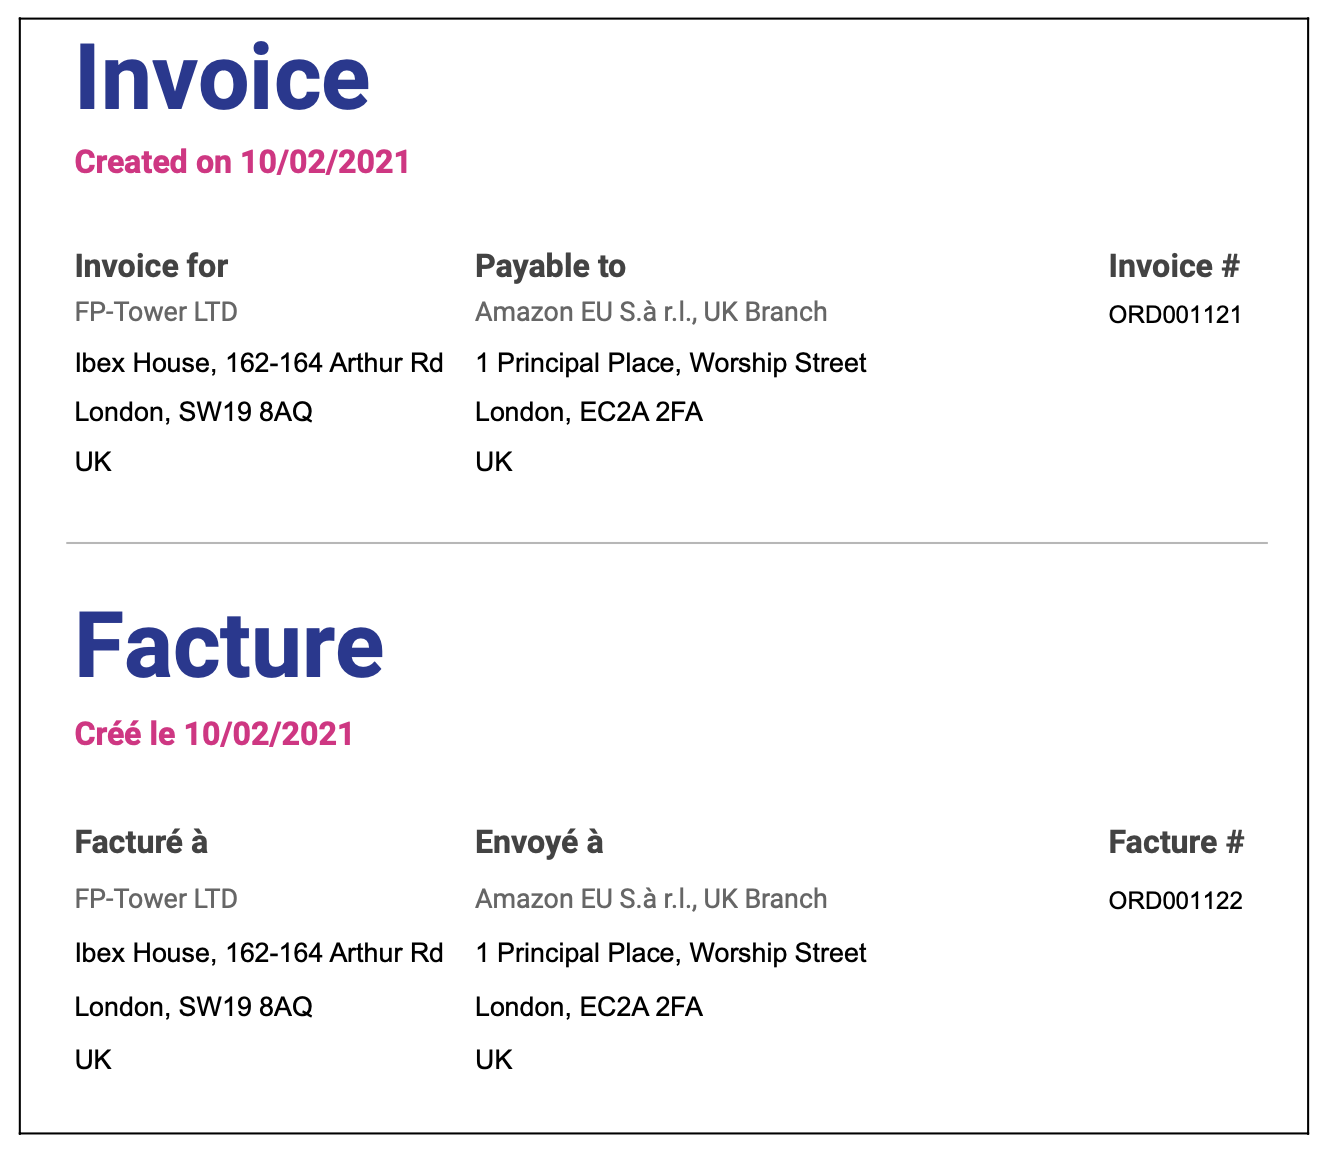 Invoice
Created on 10/02/2021
Invoice for Payable to Invoice #
FP-Tower LTD Amazon EU S.à r.l., UK Branch ORD001121
Ibex House, 162-164 Arthur Rd 1 Principal Place, Worship Street
London, SW19 8AQ London, EC2A 2FA
UK UK
Facture
Créé le 10/02/2021
Facturé à Envoyé à Facture #
FP-Tower LTD Amazon EU S.à r.l., UK Branch ORD001122
Ibex House, 162-164 Arthur Rd 1 Principal Place, Worship Street
London, SW19 8AQ London, EC2A 2FA
UK UK